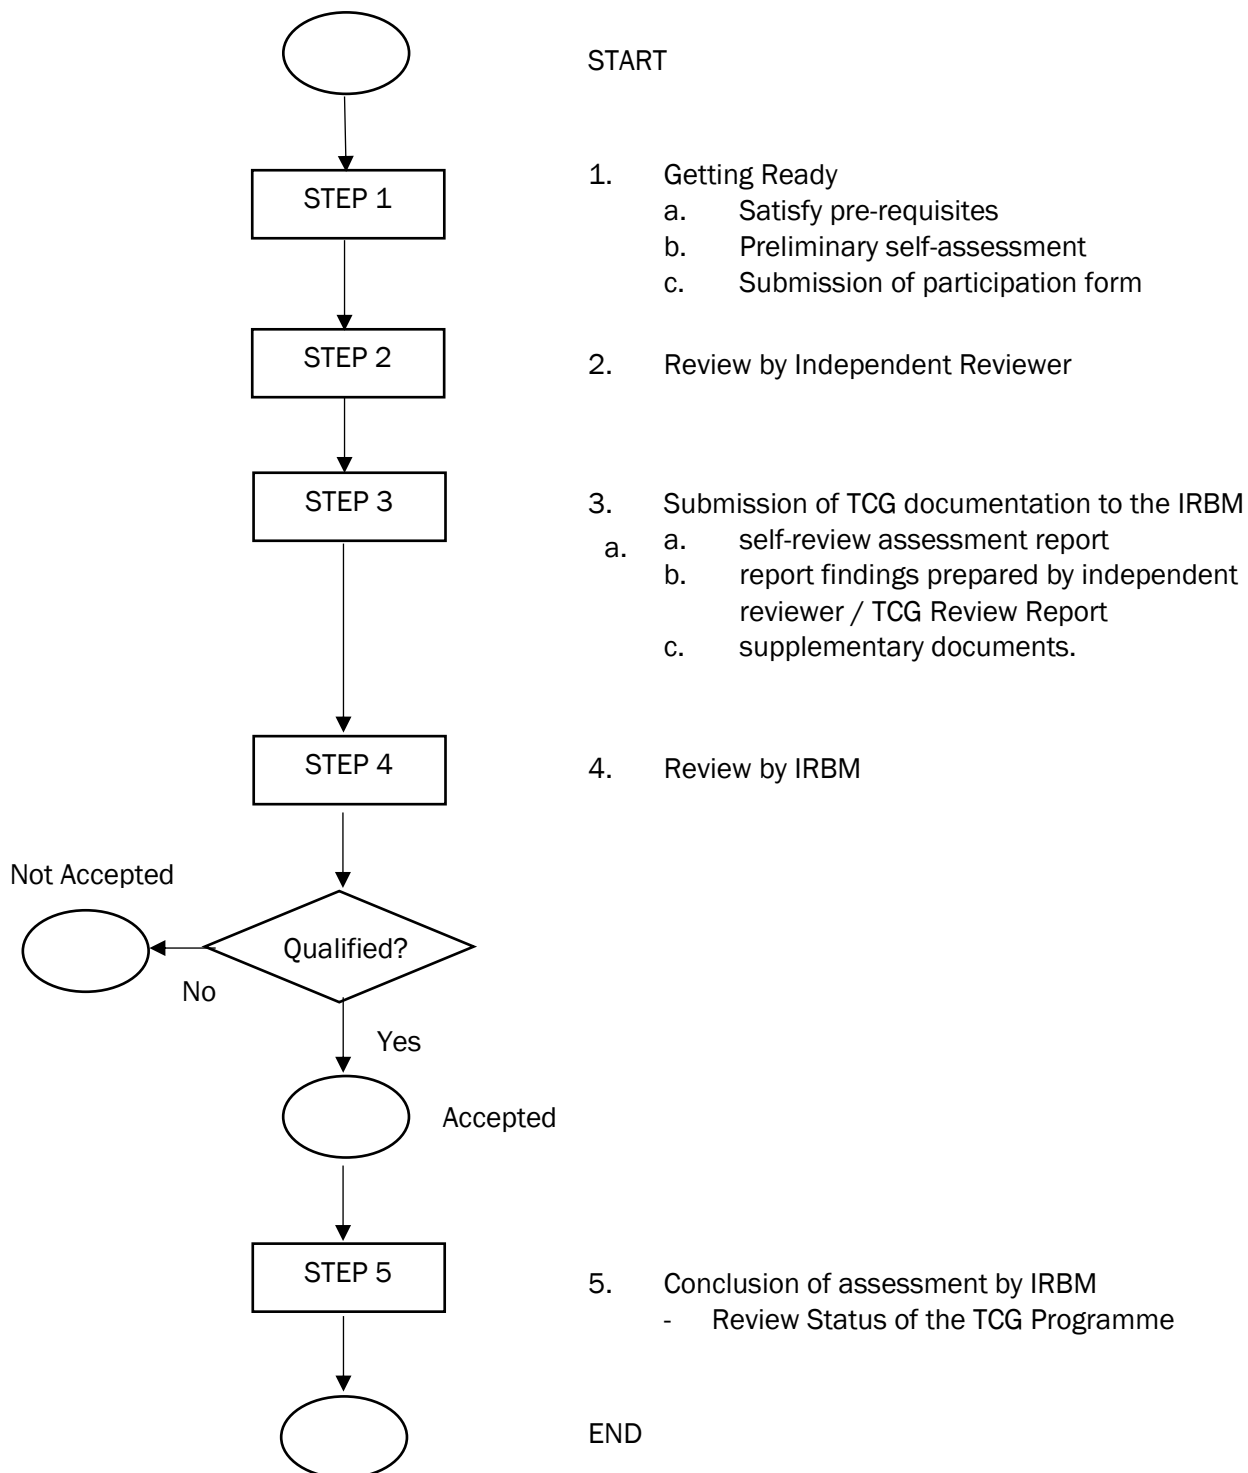 START
STEP 1
1. Getting Ready
a. Satisfy pre-requisites
b. Preliminary self-assessment
c. Submission of participation form
STEP 2
2. Review by Independent Reviewer
STEP 3
3. Submission of TCG documentation to the IRBM
a. a. self-review assessment report
b. report findings prepared by independent
reviewer / TCG Review Report
c. supplementary documents.
STEP 4
4. Review by IRBM
Not Accepted
Qualified?
No
Yes
Accepted
STEP 5
5. Conclusion of assessment by IRBM
- Review Status of the TCG Programme
END